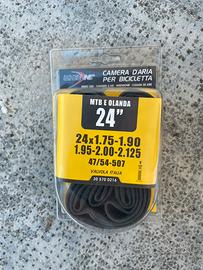 CAMERA D'ARIA
PER BICICLETTA
MTB E OLANDA
24"
24x1.75-1.90
1.95-2.00-2.125
47/54-507
VALVOLA ITALIA